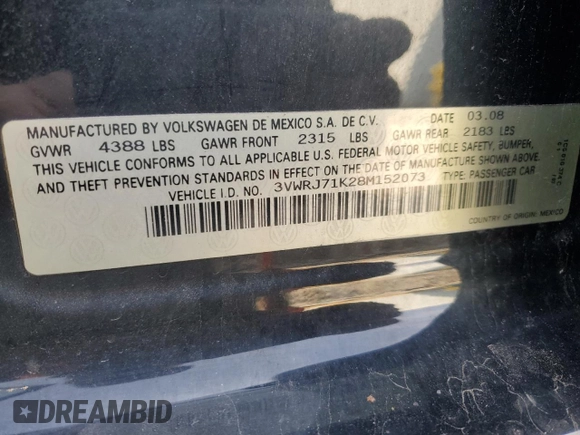 MANUFACTURED BY VOLKSWAGEN DE MEXICO S.A. DE C.V. DATE 03.08
GVWR 4388 LBS GAWR FRONT 2315 LBS GAWR REAR 2183 LBS
THIS VEHICLE CONFORMS TO ALL APPLICABLE U.S. FEDERAL MOTOR VEHICLE SAFETY, BUMPER,
AND THEFT PREVENTION STANDARDS IN EFFECT ON THE DATE OF MANUFACTURE SHOWN ABOVE.
VEHICLE I.D. NO. 3VWRJ71K28M152073 TYPE: PASSENGER CAR
COUNTRY OF ORIGIN: MEXICO
DREAMBID